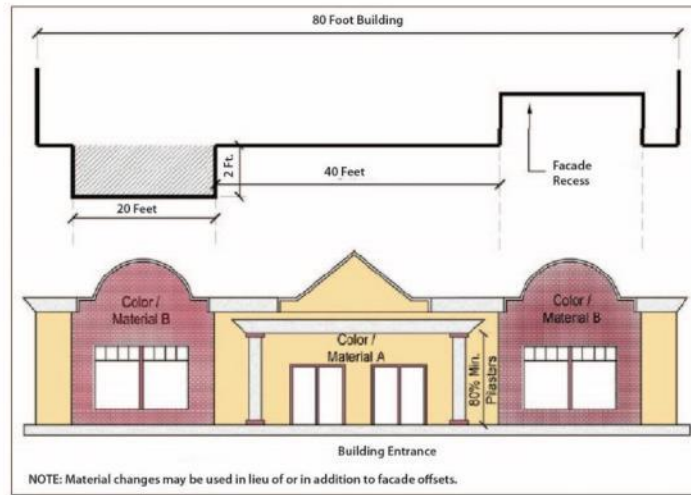 80 Foot Building
2 Ft.
40 Feet
Facade
Recess
20 Feet
Color /
Material B
Color /
Material A
80% Min.
Pilasters
Color /
Material B
Building Entrance
NOTE: Material changes may be used in lieu of or in addition to facade offsets.